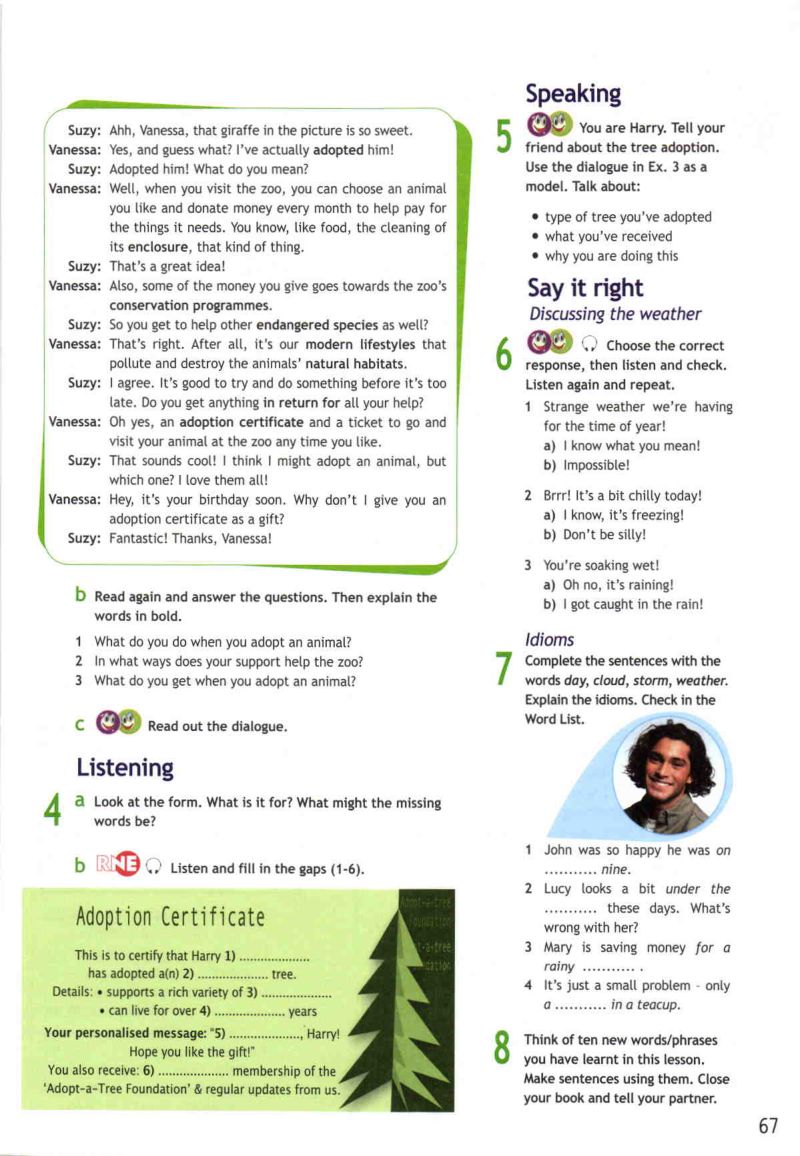 Suzy: Ahh, Vanessa, that giraffe in the picture is so sweet.
Vanessa: Yes, and guess what? I've actually adopted him!
Suzy: Adopted him! What do you mean?
Vanessa: Well, when you visit the zoo, you can choose an animal
you like and donate money every month to help pay for
the things it needs. You know, like food, the cleaning of
its enclosure, that kind of thing.
Suzy: That's a great idea!
Vanessa: Also, some of the money you give goes towards the zoo's
conservation programmes.
Suzy: So you get to help other endangered species as well?
Vanessa: That's right. After all, it's our modern lifestyles that
pollute and destroy the animals' natural habitats.
Suzy: I agree. It's good to try and do something before it's too
late. Do you get anything in return for all your help?
Vanessa: Oh yes, an adoption certificate and a ticket to go and
visit your animal at the zoo any time you like.
Suzy: That sounds cool! I think I might adopt an animal, but
which one? I love them all!
Vanessa: Hey, it's your birthday soon. Why don't I give you an
adoption certificate as a gift?
Suzy: Fantastic! Thanks, Vanessa!
b Read again and answer the questions. Then explain the
words in bold.
1 What do you do when you adopt an animal?
2 In what ways does your support help the zoo?
3 What do you get when you adopt an animal?
c Read out the dialogue.
Listening
4 a Look at the form. What is it for? What might the missing
words be?
b RNE Listen and fill in the gaps (1-6).
Adopt-a-tree
Foundation
t-a-tree
dation
Adoption Certificate
This is to certify that Harry 1) ....................
has adopted a(n) 2) .................... tree.
Details: • supports a rich variety of 3) ....................
• can live for over 4) .................... years
Your personalised message: "5) ...................., Harry!
Hope you like the gift!"
You also receive: 6) .................... membership of the
'Adopt-a-Tree Foundation' & regular updates from us.
Speaking
5 You are Harry. Tell your
friend about the tree adoption.
Use the dialogue in Ex. 3 as a
model. Talk about:
• type of tree you've adopted
• what you've received
• why you are doing this
Say it right
Discussing the weather
6 Choose the correct
response, then listen and check.
Listen again and repeat.
1 Strange weather we're having
for the time of year!
a) I know what you mean!
b) Impossible!
2 Brrr! It's a bit chilly today!
a) I know, it's freezing!
b) Don't be silly!
3 You're soaking wet!
a) Oh no, it's raining!
b) I got caught in the rain!
Idioms
7 Complete the sentences with the
words day, cloud, storm, weather.
Explain the idioms. Check in the
Word List.
1 John was so happy he was on
........... nine.
2 Lucy looks a bit under the
.......... these days. What's
wrong with her?
3 Mary is saving money for a
rainy ........... .
4 It's just a small problem - only
a ........... in a teacup.
8 Think of ten new words/phrases
you have learnt in this lesson.
Make sentences using them. Close
your book and tell your partner.
67